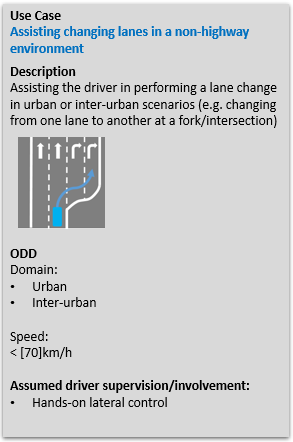 Use Case
Assisting changing lanes in a non-highway
environment
Description
Assisting the driver in performing a lane change
in urban or inter-urban scenarios (e.g. changing
from one lane to another at a fork/intersection)
ODD
Domain:
• Urban
• Inter-urban
Speed:
< [70]km/h
Assumed driver supervision/involvement:
• Hands-on lateral control